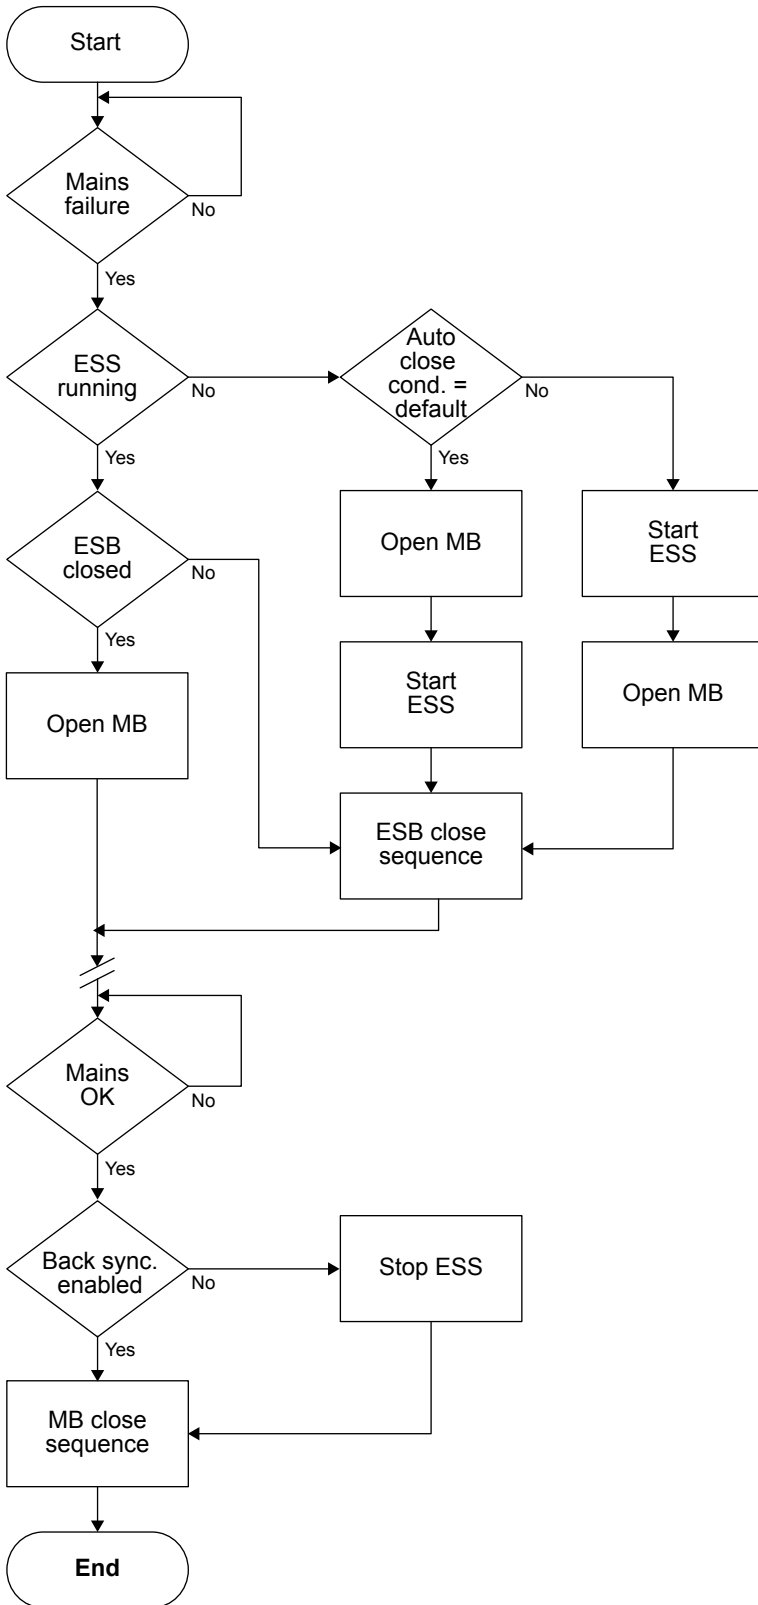 Start
Mains
failure
No
Yes
ESS
running
No
Auto
close
cond. =
default
No
Yes
Yes
ESB
closed
No
Open MB
Start
ESS
Yes
Open MB
Start
ESS
Open MB
ESB close
sequence
Mains
OK
No
Yes
Back sync.
enabled
No
Stop ESS
Yes
MB close
sequence
End